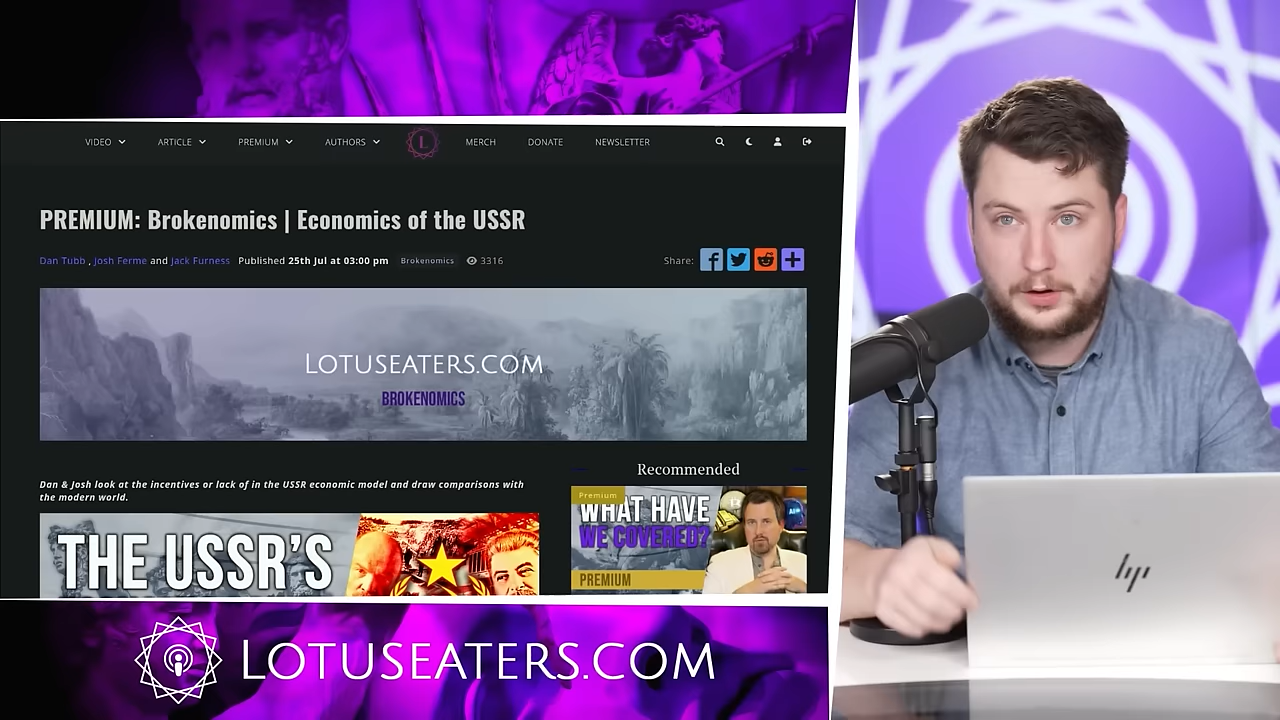 VIDEO ARTICLE PREMIUM AUTHORS L MERCH DONATE NEWSLETTER
PREMIUM: Brokenomics | Economics of the USSR
Dan Tubb , Josh Ferme and Jack Furness Published 25th Jul at 03:00 pm Brokenomics 3316
Share:
LOTUSEATERS.COM
BROKENOMICS
Dan & Josh look at the incentives or lack of in the USSR economic model and draw comparisons with
the modern world.
THE USSR'S
Recommended
Premium
WHAT HAVE
WE COVERED?
PREMIUM
LOTUSEATERS.COM
hp